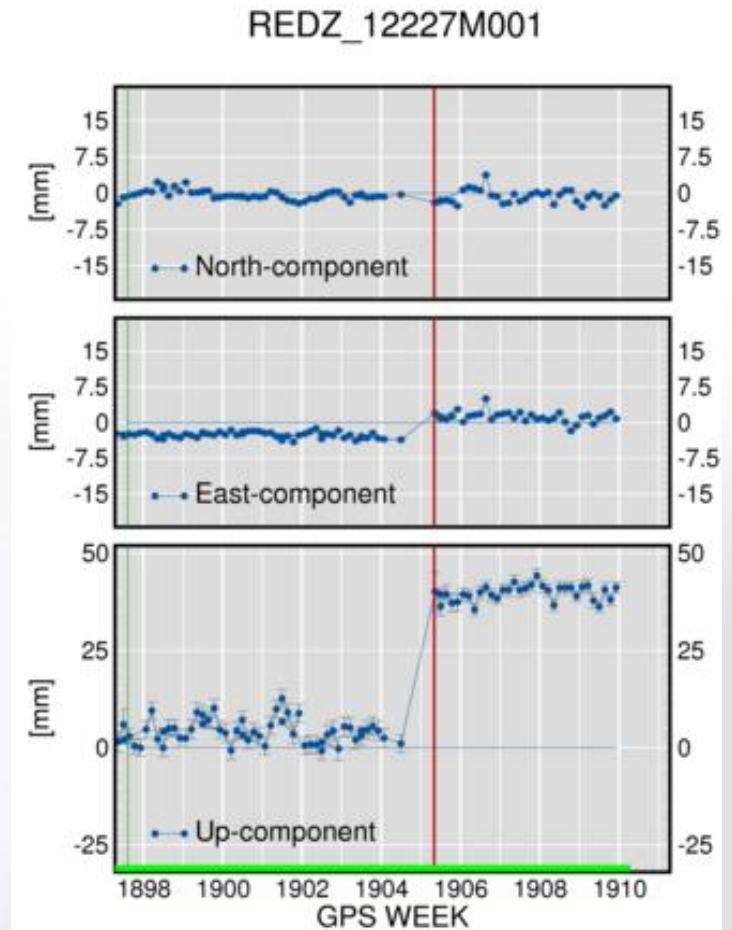 REDZ_12227M001
15 15
7.5 7.5
[mm] 0 0
-7.5 -7.5
-15 North-component -15
15 15
7.5 7.5
[mm] 0 0
-7.5 -7.5
-15 East-component -15
50 50
25 25
[mm]
0 0
Up-component
-25 -25
1898 1900 1902 1904 1906 1908 1910
GPS WEEK